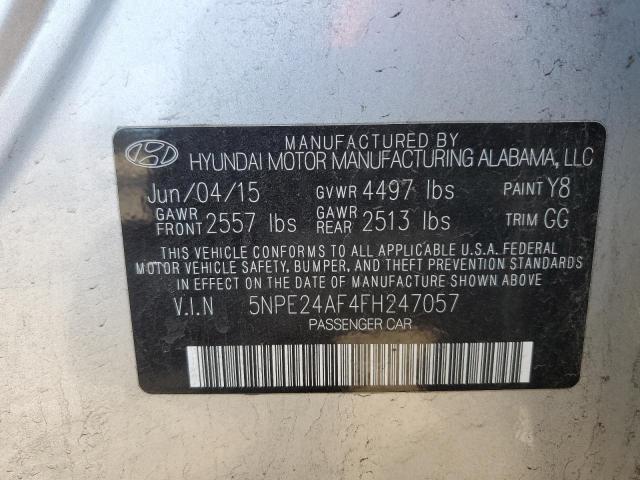 MANUFACTURED BY
HYUNDAI MOTOR MANUFACTURING ALABAMA, LLC
Jun/04/15 GVWR 4497 lbs PAINT Y8
GAWR FRONT 2557 lbs GAWR REAR 2513 lbs TRIM GG
THIS VEHICLE CONFORMS TO ALL APPLICABLE U.S.A. FEDERAL
MOTOR VEHICLE SAFETY, BUMPER, AND THEFT PREVENTION
STANDARDS IN EFFECT ON THE DATE OF MANUFACTURE SHOWN ABOVE
V.I.N 5NPE24AF4FH247057
PASSENGER CAR